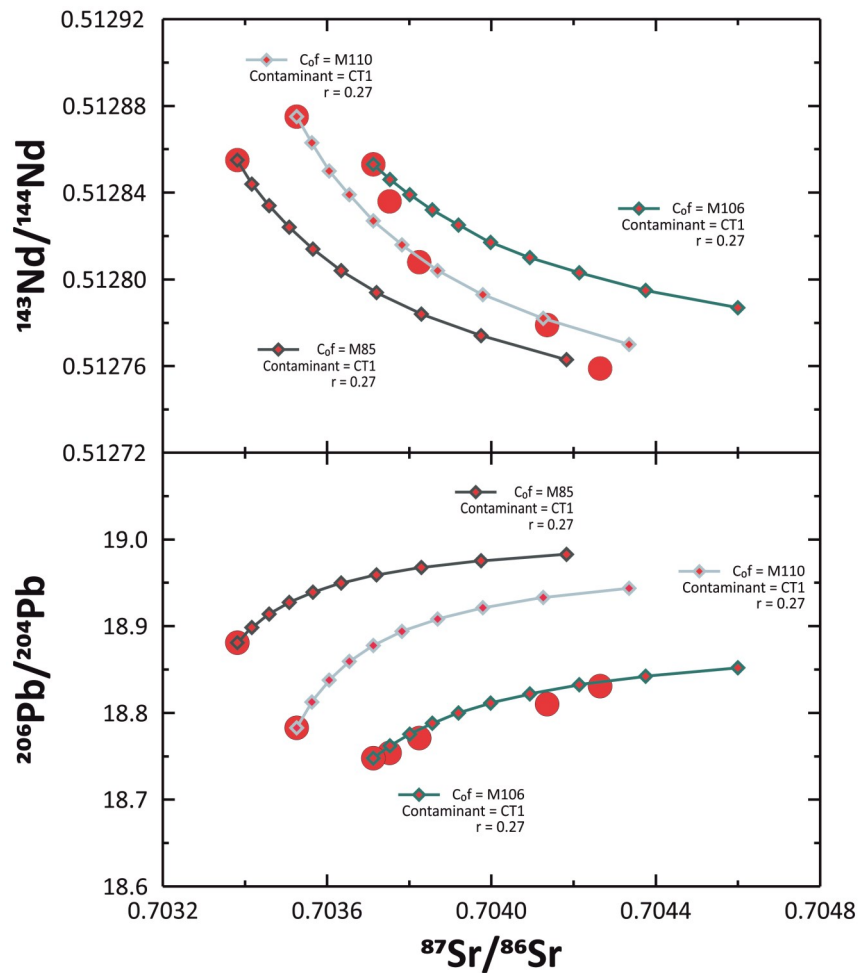 0.51292
0.51288
0.51284
0.51280
0.51276
0.51272
¹⁴³Nd/¹⁴⁴Nd
C₀f = M110
Contaminant = CT1
r = 0.27
C₀f = M106
Contaminant = CT1
r = 0.27
C₀f = M85
Contaminant = CT1
r = 0.27
19.0
18.9
18.8
18.7
18.6
²⁰⁶Pb/²⁰⁴Pb
C₀f = M85
Contaminant = CT1
r = 0.27
C₀f = M110
Contaminant = CT1
r = 0.27
C₀f = M106
Contaminant = CT1
r = 0.27
0.7032 0.7036 0.7040 0.7044 0.7048
⁸⁷Sr/⁸⁶Sr